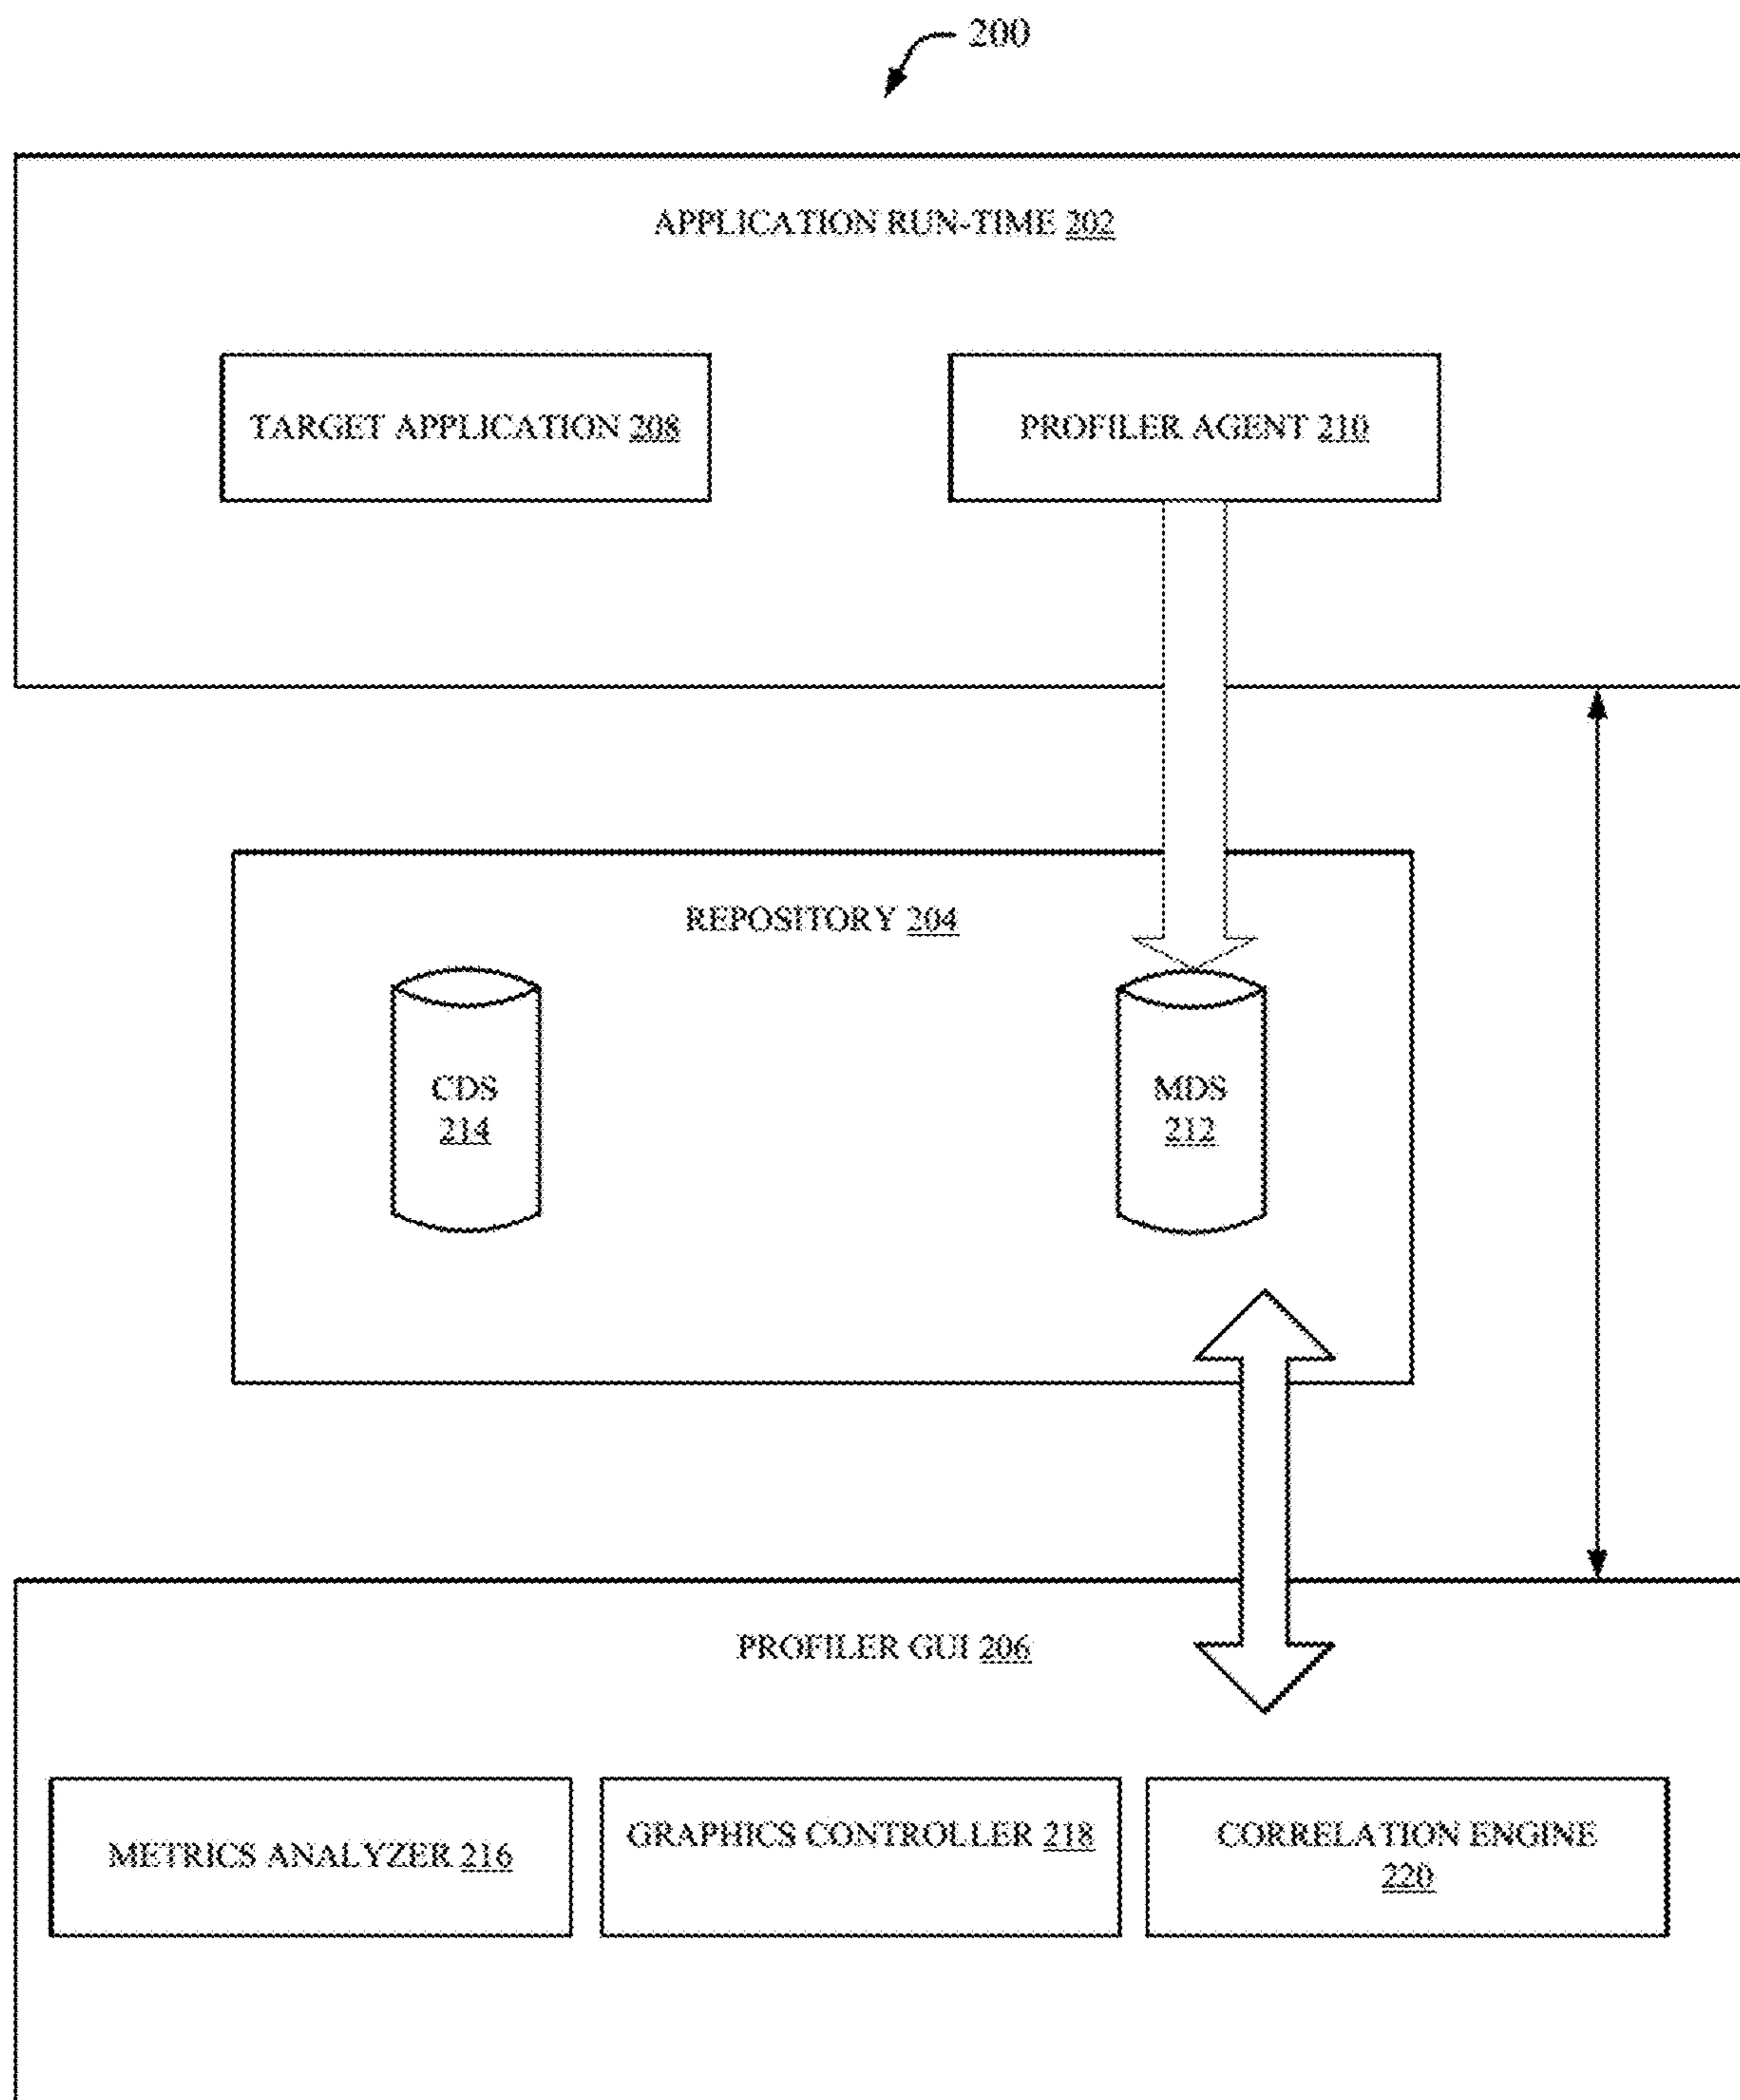 200
APPLICATION RUN-TIME 202
TARGET APPLICATION 208
PROFILER AGENT 210
REPOSITORY 204
CDS
214
MDS
212
PROFILER GUI 206
METRICS ANALYZER 216
GRAPHICS CONTROLLER 218
CORRELATION ENGINE
220